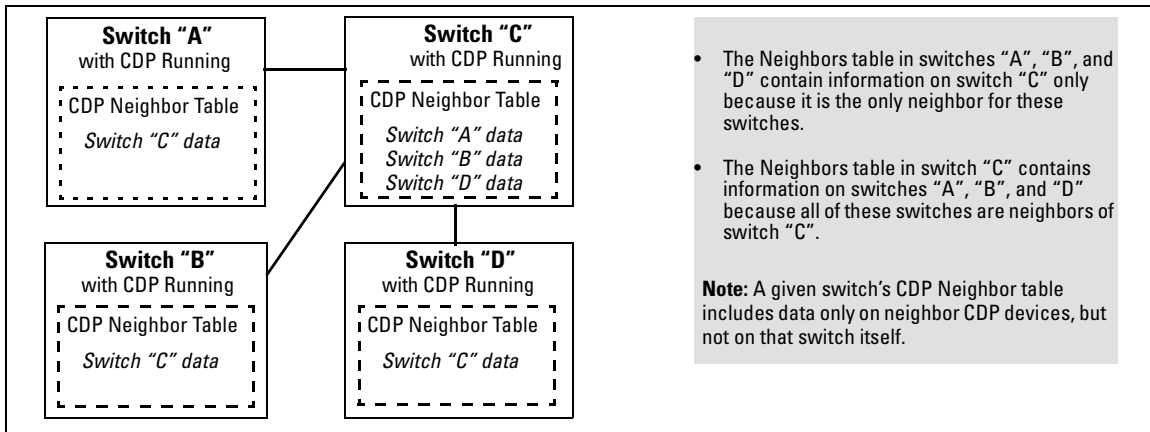 Switch “A”
with CDP Running
CDP Neighbor Table
Switch “C” data
Switch “C”
with CDP Running
CDP Neighbor Table
Switch “A” data
Switch “B” data
Switch “D” data
Switch “B”
with CDP Running
CDP Neighbor Table
Switch “C” data
Switch “D”
with CDP Running
CDP Neighbor Table
Switch “C” data
• The Neighbors table in switches “A”, “B”, and
“D” contain information on switch “C” only
because it is the only neighbor for these
switches.
• The Neighbors table in switch “C” contains
information on switches “A”, “B”, and “D”
because all of these switches are neighbors of
switch “C”.
Note: A given switch’s CDP Neighbor table
includes data only on neighbor CDP devices, but
not on that switch itself.